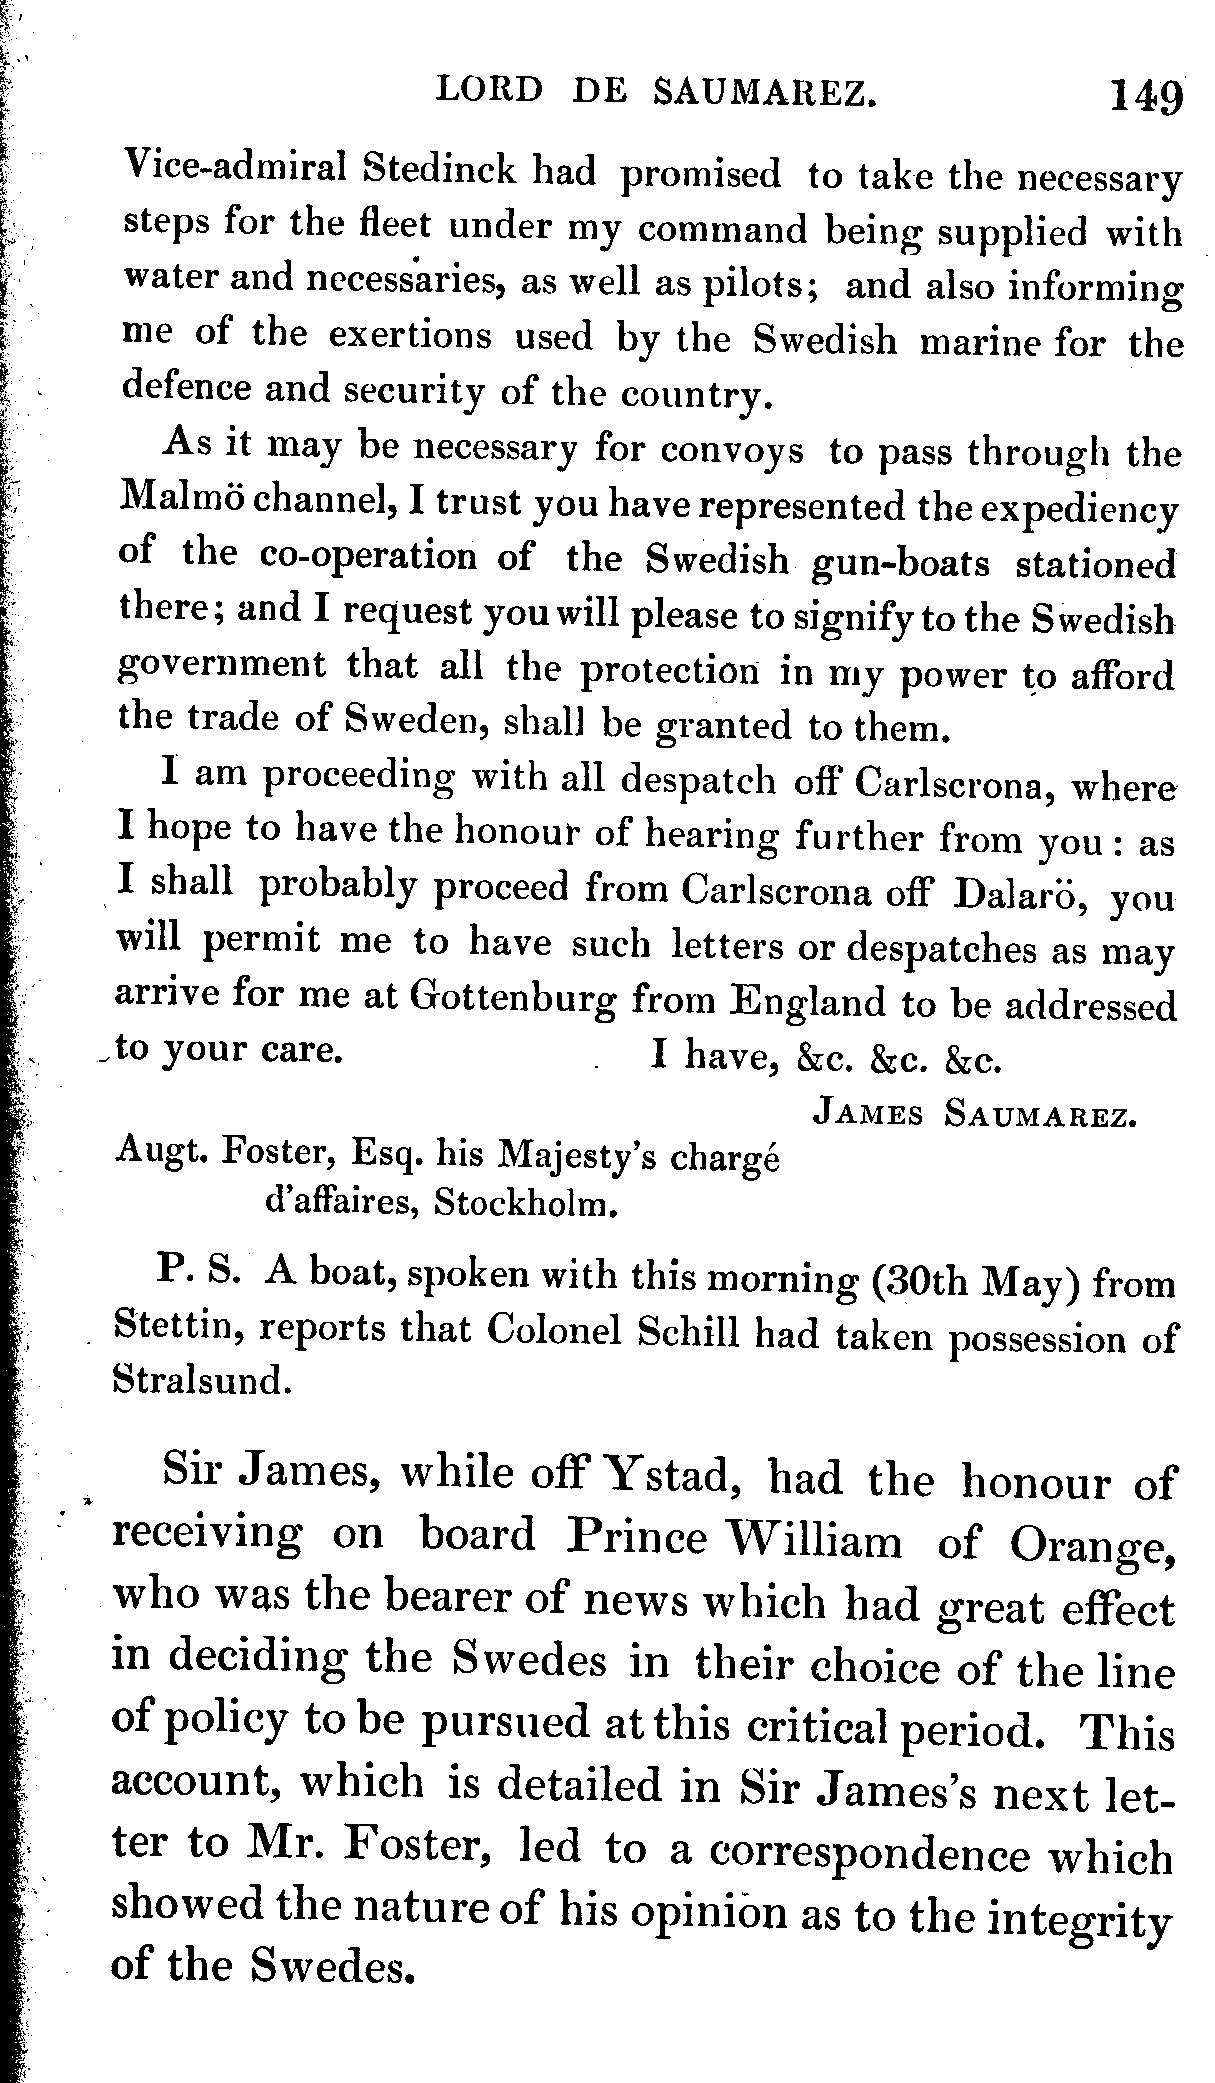 LORD DE SAUMAREZ. 149
Vice-admiral Stedinck had promised to take the necessary
steps for the fleet under my command being supplied with
water and necessaries, as well as pilots; and also informing
me of the exertions used by the Swedish marine for the
defence and security of the country.
As it may be necessary for convoys to pass through the
Malmö channel, I trust you have represented the expediency
of the co-operation of the Swedish gun-boats stationed
there; and I request you will please to signify to the Swedish
government that all the protection in my power to afford
the trade of Sweden, shall be granted to them.
I am proceeding with all despatch off Carlscrona, where
I hope to have the honour of hearing further from you: as
I shall probably proceed from Carlscrona off Dalarö, you
will permit me to have such letters or despatches as may
arrive for me at Gottenburg from England to be addressed
to your care. I have, &c. &c. &c.
JAMES SAUMAREZ.
Augt. Foster, Esq. his Majesty's chargé
d'affaires, Stockholm.
P. S. A boat, spoken with this morning (30th May) from
Stettin, reports that Colonel Schill had taken possession of
Stralsund.
Sir James, while off Ystad, had the honour of
receiving on board Prince William of Orange,
who was the bearer of news which had great effect
in deciding the Swedes in their choice of the line
of policy to be pursued at this critical period. This
account, which is detailed in Sir James's next let-
ter to Mr. Foster, led to a correspondence which
showed the nature of his opinion as to the integrity
of the Swedes.